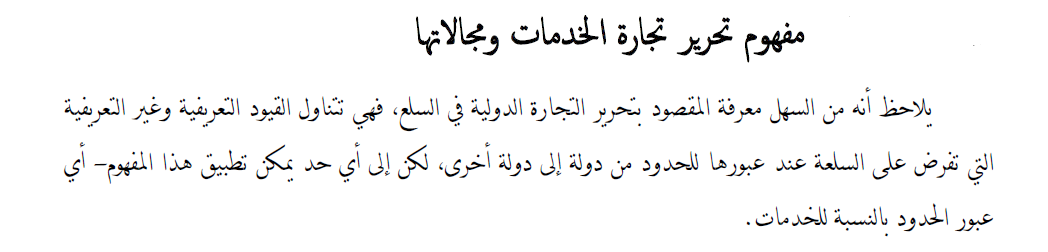 مفهوم تحرير تجارة الخدمات ومجالاتها
يلاحظ أنه من السهل معرفة المقصود بتحرير التجارة الدولية في السلع، فهي تتناول القيود التعريفية وغير التعريفية
التي تفرض على السلعة عند عبورها للحدود من دولة إلى دولة أخرى، لكن إلى أي حد يمكن تطبيق هذا المفهوم– أي
عبور الحدود بالنسبة للخدمات.